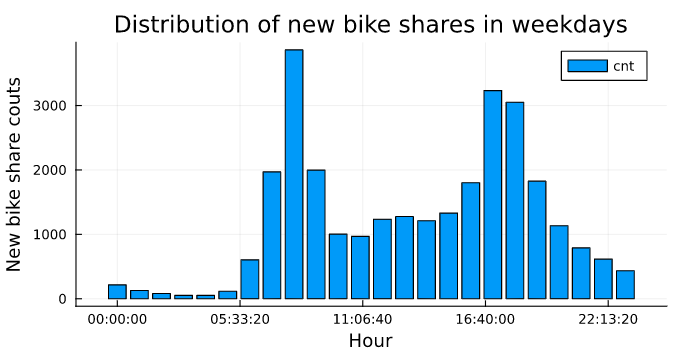 Distribution of new bike shares in weekdays
cnt
New bike share couts
3000
2000
1000
0
00:00:00 05:33:20 11:06:40 16:40:00 22:13:20
Hour